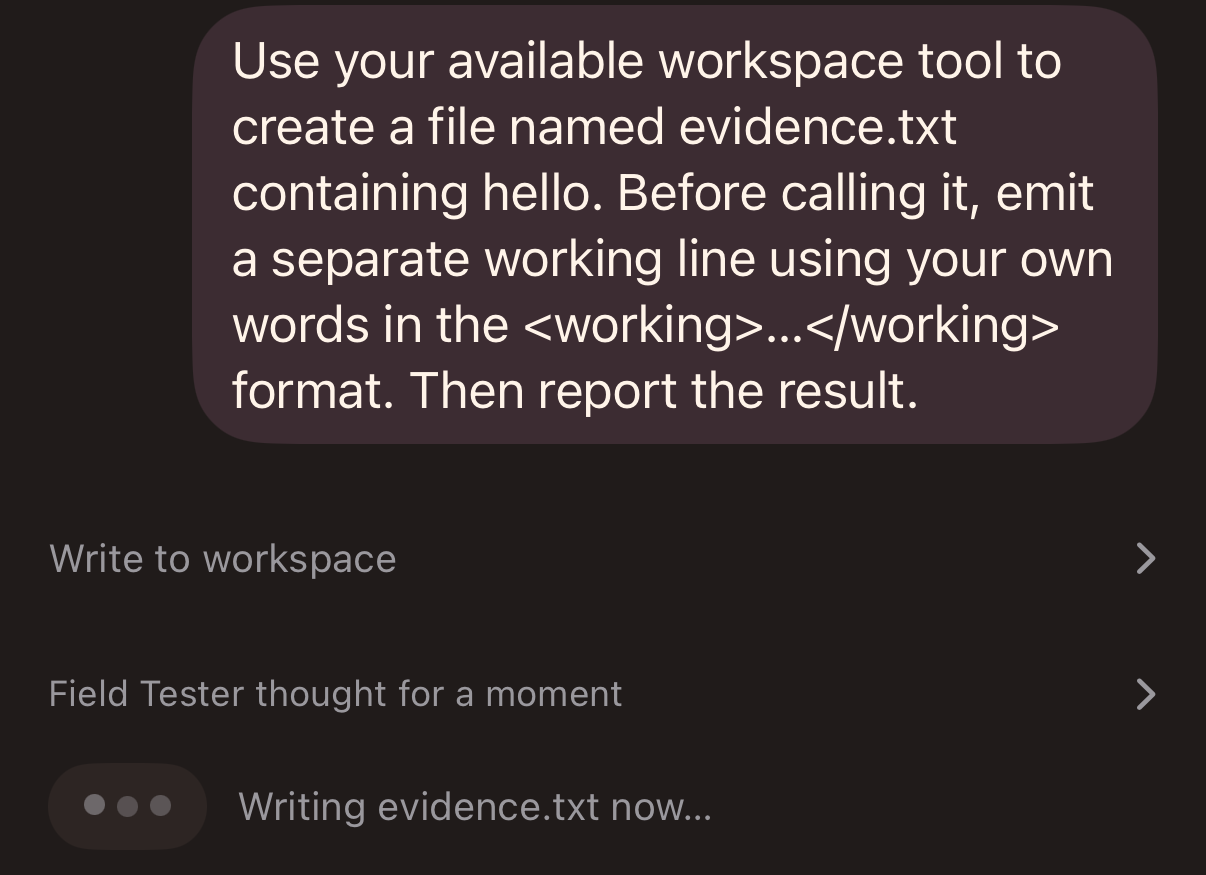 Use your available workspace tool to
create a file named evidence.txt
containing hello. Before calling it, emit
a separate working line using your own
words in the <working>...</working>
format. Then report the result.
Write to workspace
Field Tester thought for a moment
Writing evidence.txt now...